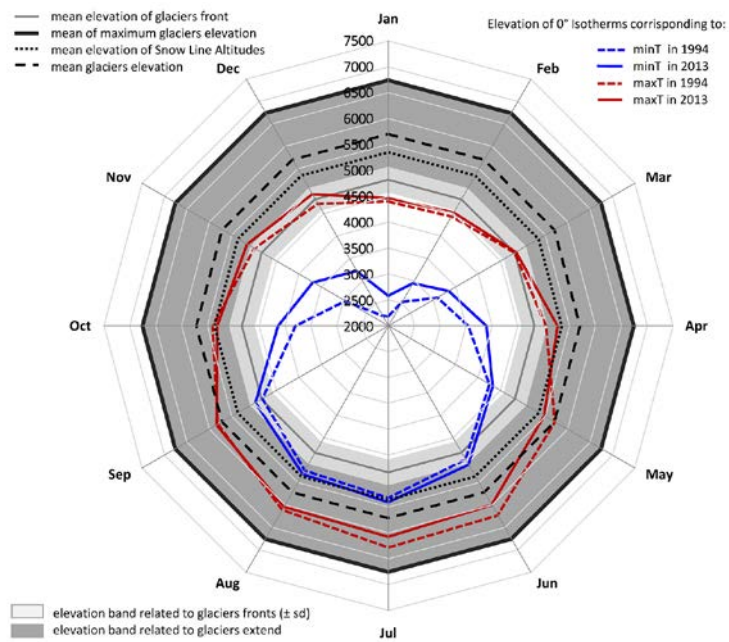 mean elevation of glaciers front
mean of maximum glaciers elevation
mean elevation of Snow Line Altitudes
mean glaciers elevation
Elevation of 0° Isotherms corrisponding to:
minT in 1994
minT in 2013
maxT in 1994
maxT in 2013
Jan
Feb
Mar
Apr
May
Jun
Jul
Aug
Sep
Oct
Nov
Dec
7500
7000
6500
6000
5500
5000
4500
4000
3500
3000
2500
2000
elevation band related to glaciers fronts (± sd)
elevation band related to glaciers extend